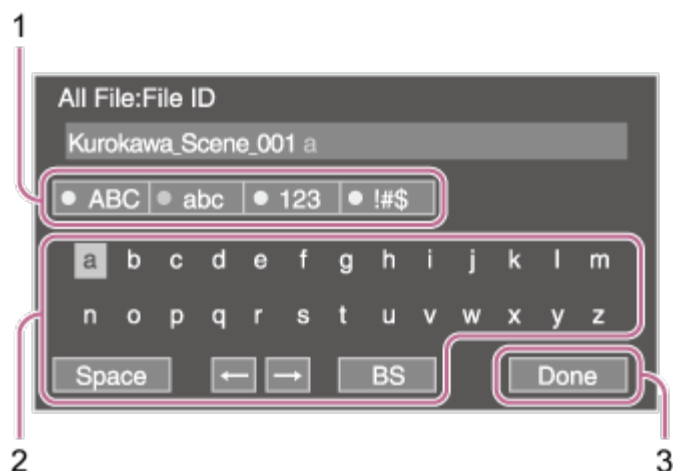 1
All File:File ID
Kurokawa_Scene_001 a
ABC abc 123 !#$
a b c d e f g h i j k l m
n o p q r s t u v w x y z
Space ← → BS Done
2 3